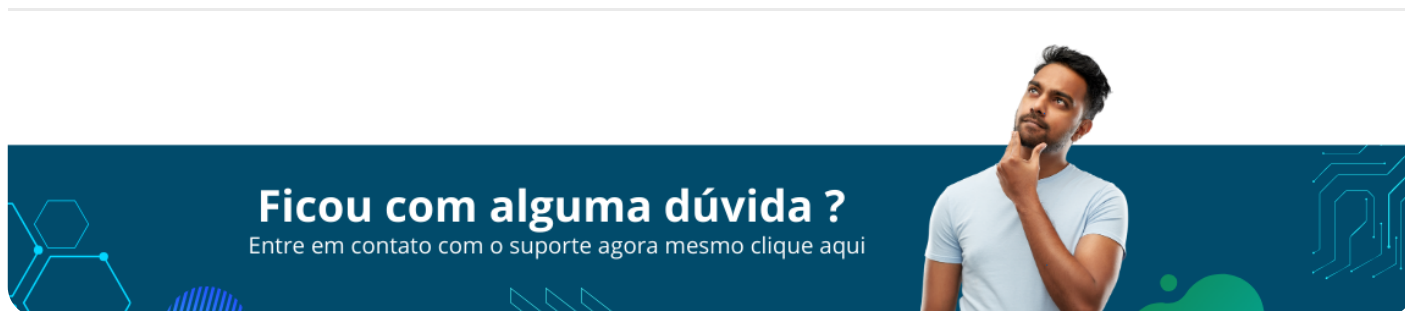 Ficou com alguma dúvida ?
Entre em contato com o suporte agora mesmo clique aqui